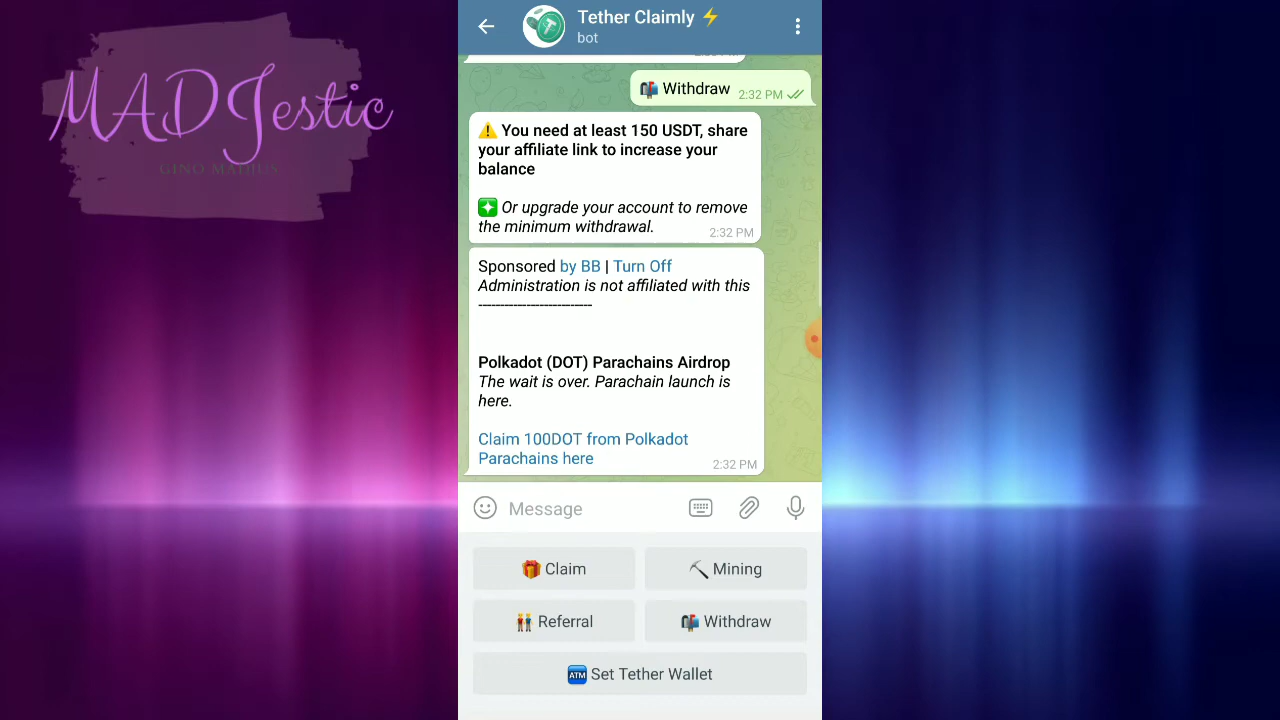 MADJestic
GINO MATIUS
Tether Claimly ⚡
bot
📬 Withdraw 2:32 PM
⚠️ You need at least 150 USDT, share
your affiliate link to increase your
balance
❇️ Or upgrade your account to remove
the minimum withdrawal. 2:32 PM
Sponsored by BB | Turn Off
Administration is not affiliated with this
--------------------------
Polkadot (DOT) Parachains Airdrop
The wait is over. Parachain launch is
here.
Claim 100DOT from Polkadot
Parachains here 2:32 PM
Message
🎁 Claim
⛏ Mining
👬 Referral
📬 Withdraw
🏧 Set Tether Wallet